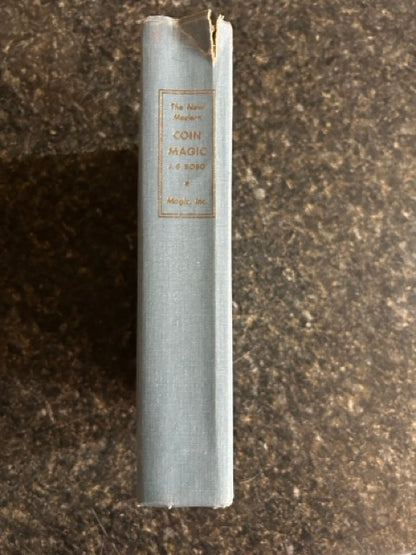 The New
Modern
COIN
MAGIC
J. B. BOBO
Magic, Inc.